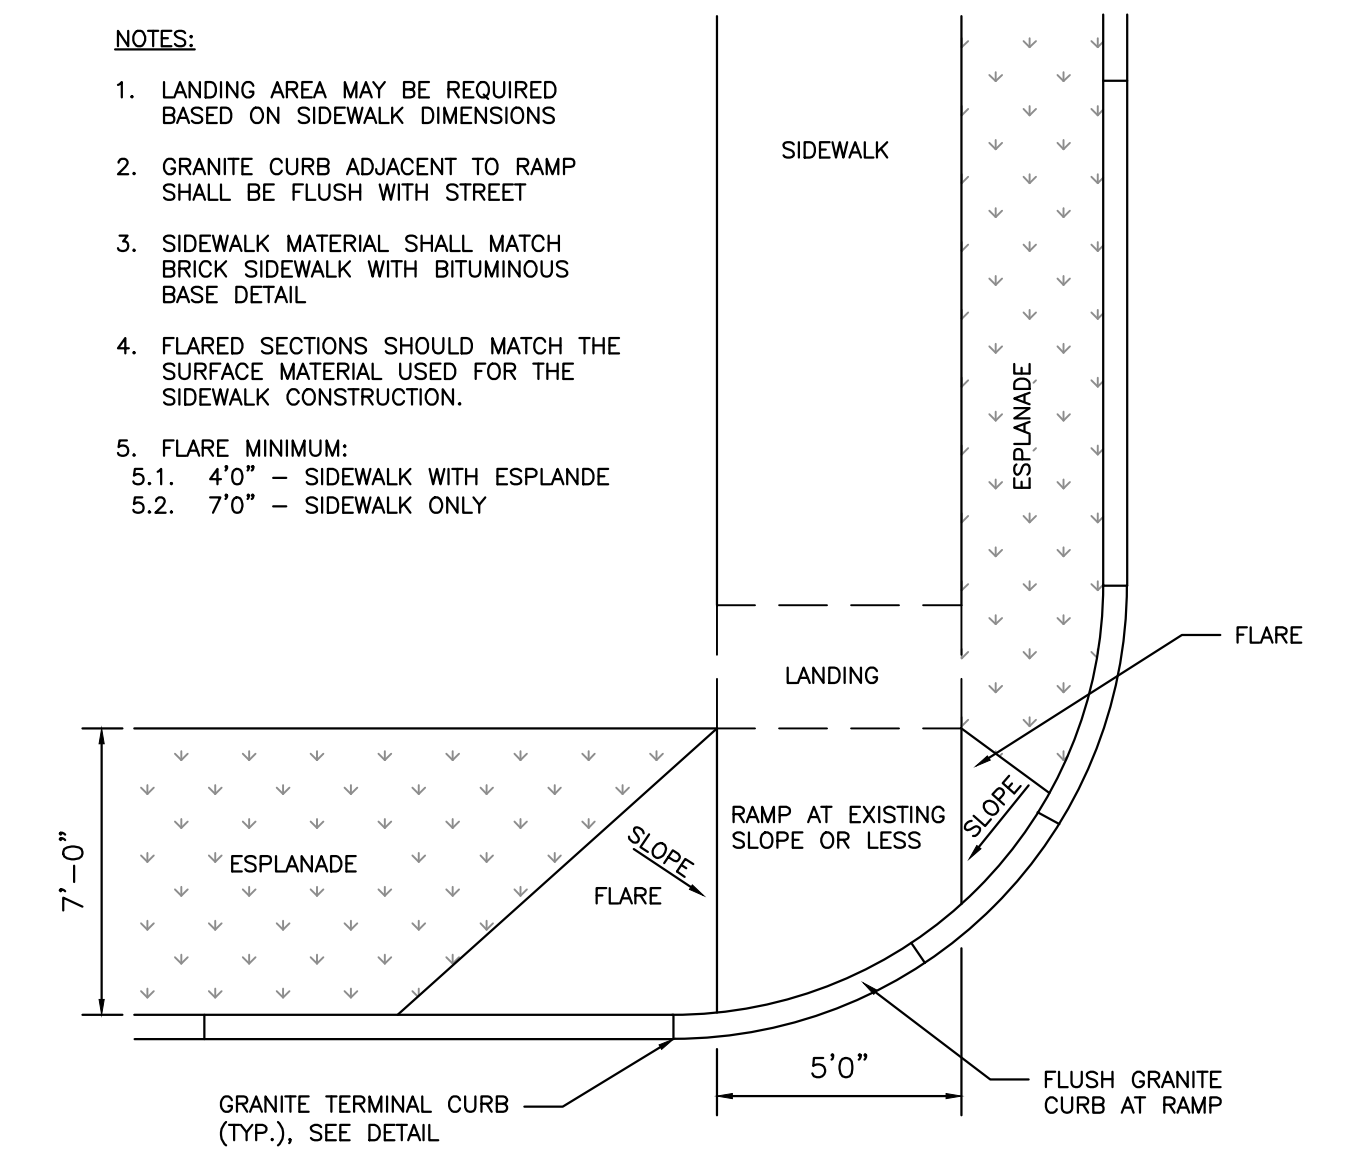 NOTES:
1. LANDING AREA MAY BE REQUIRED
BASED ON SIDEWALK DIMENSIONS
2. GRANITE CURB ADJACENT TO RAMP
SHALL BE FLUSH WITH STREET
3. SIDEWALK MATERIAL SHALL MATCH
BRICK SIDEWALK WITH BITUMINOUS
BASE DETAIL
4. FLARED SECTIONS SHOULD MATCH THE
SURFACE MATERIAL USED FOR THE
SIDEWALK CONSTRUCTION.
5. FLARE MINIMUM:
5.1. 4'0" – SIDEWALK WITH ESPLANDE
5.2. 7'0" – SIDEWALK ONLY
SIDEWALK
ESPLANADE
FLARE
LANDING
RAMP AT EXISTING
SLOPE OR LESS
SLOPE
SLOPE
FLARE
ESPLANADE
7'–0"
5'0"
GRANITE TERMINAL CURB
(TYP.), SEE DETAIL
FLUSH GRANITE
CURB AT RAMP